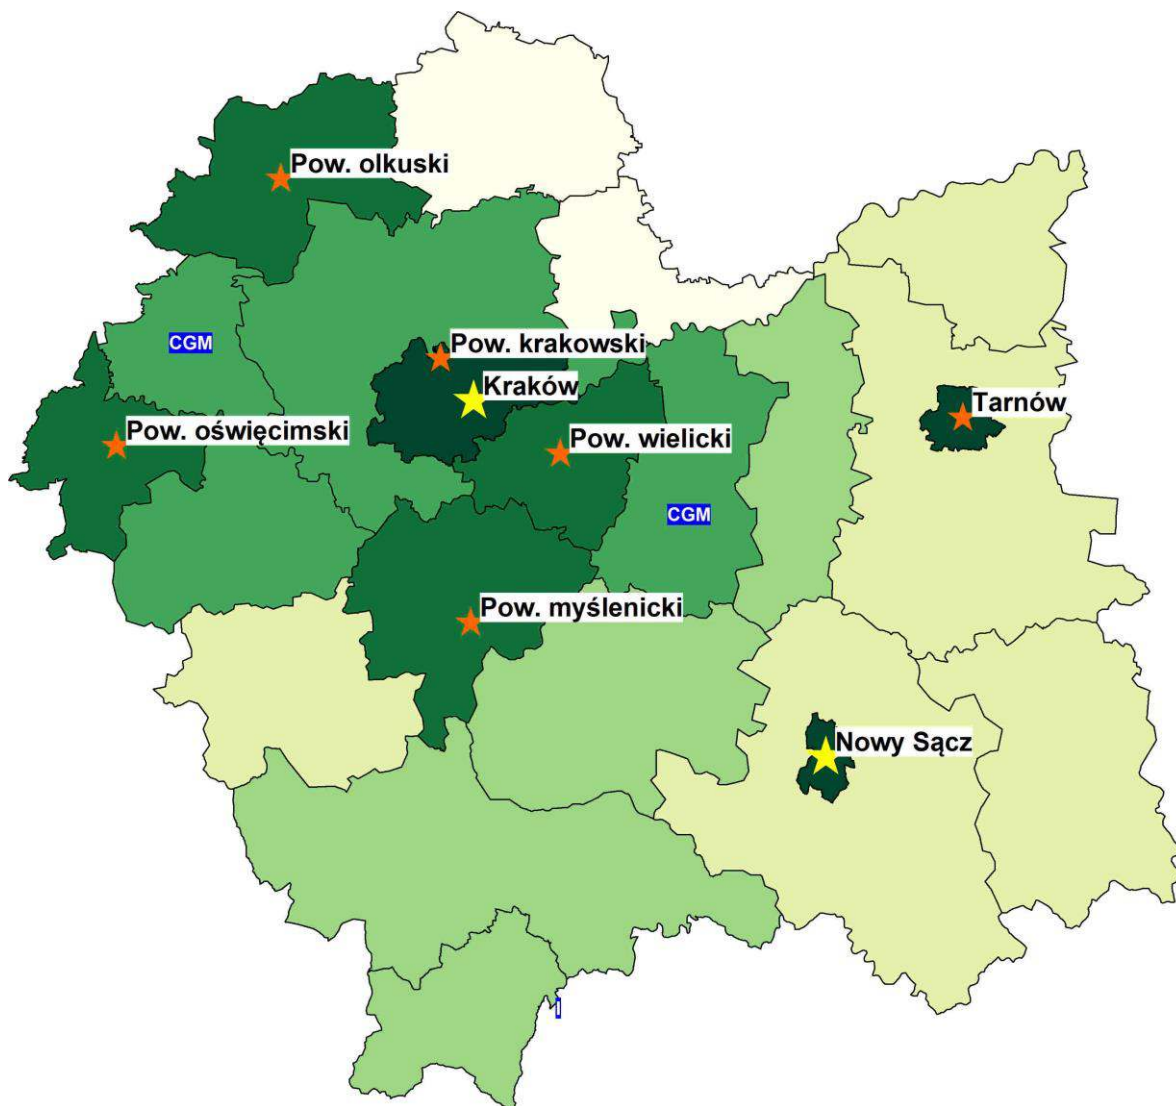 Pow. olkuski
CGM
Pow. krakowski
Kraków
Tarnów
Pow. oświęcimski
Pow. wielicki
CGM
Pow. myślenicki
Nowy Sącz